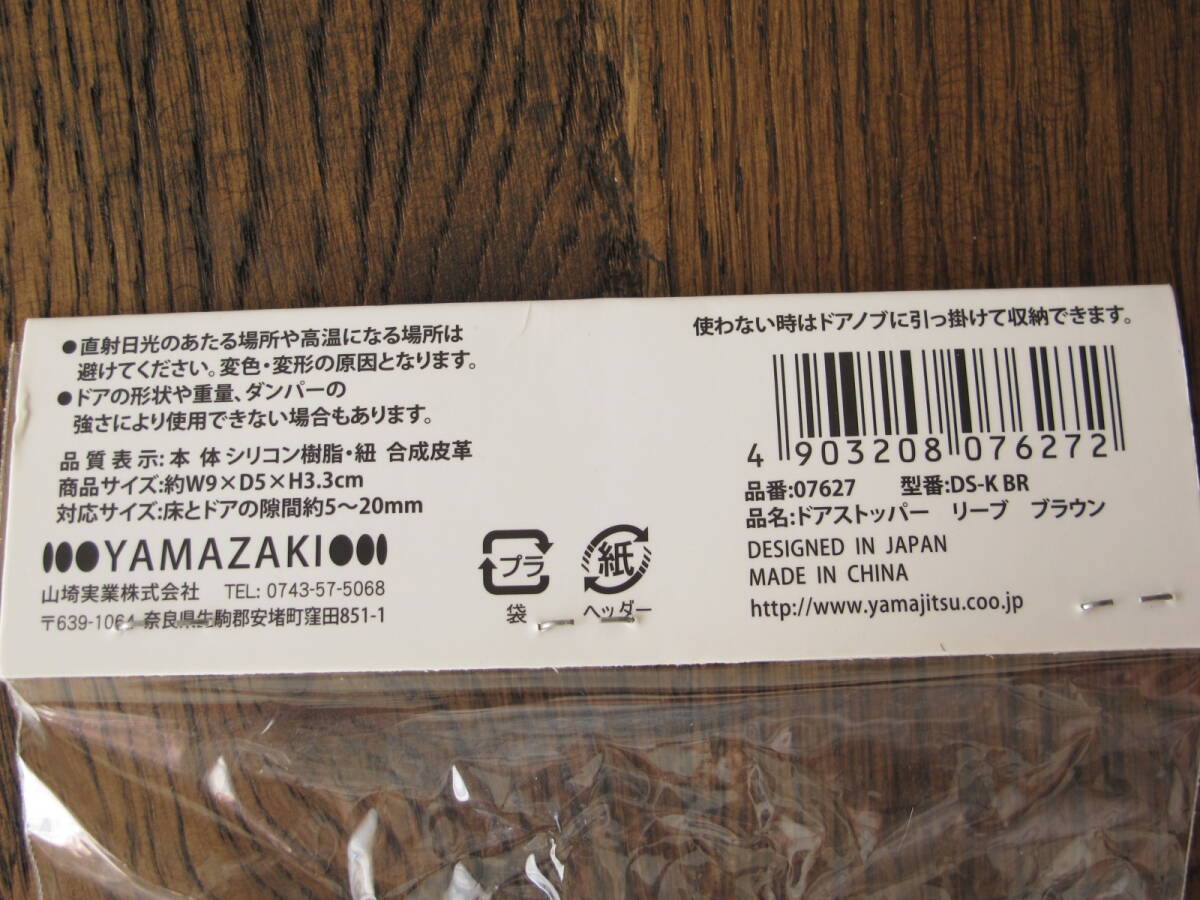 ●直射日光のあたる場所や高温になる場所は
避けてください。変色・変形の原因となります。
●ドアの形状や重量、ダンパーの
強さにより使用できない場合もあります。
品質表示:本 体 シリコン樹脂・紐 合成皮革
商品サイズ:約W9×D5×H3.3cm
対応サイズ:床とドアの隙間約5～20mm
YAMAZAKI
山埼実業株式会社 TEL: 0743-57-5068
〒639-1064 奈良県生駒郡安堵町窪田851-1
プラ
袋
紙
ヘッダー
使わない時はドアノブに引っ掛けて収納できます。
4 903208 076272
品番:07627 型番:DS-K BR
品名:ドアストッパー リーブ ブラウン
DESIGNED IN JAPAN
MADE IN CHINA
http://www.yamajitsu.coo.jp